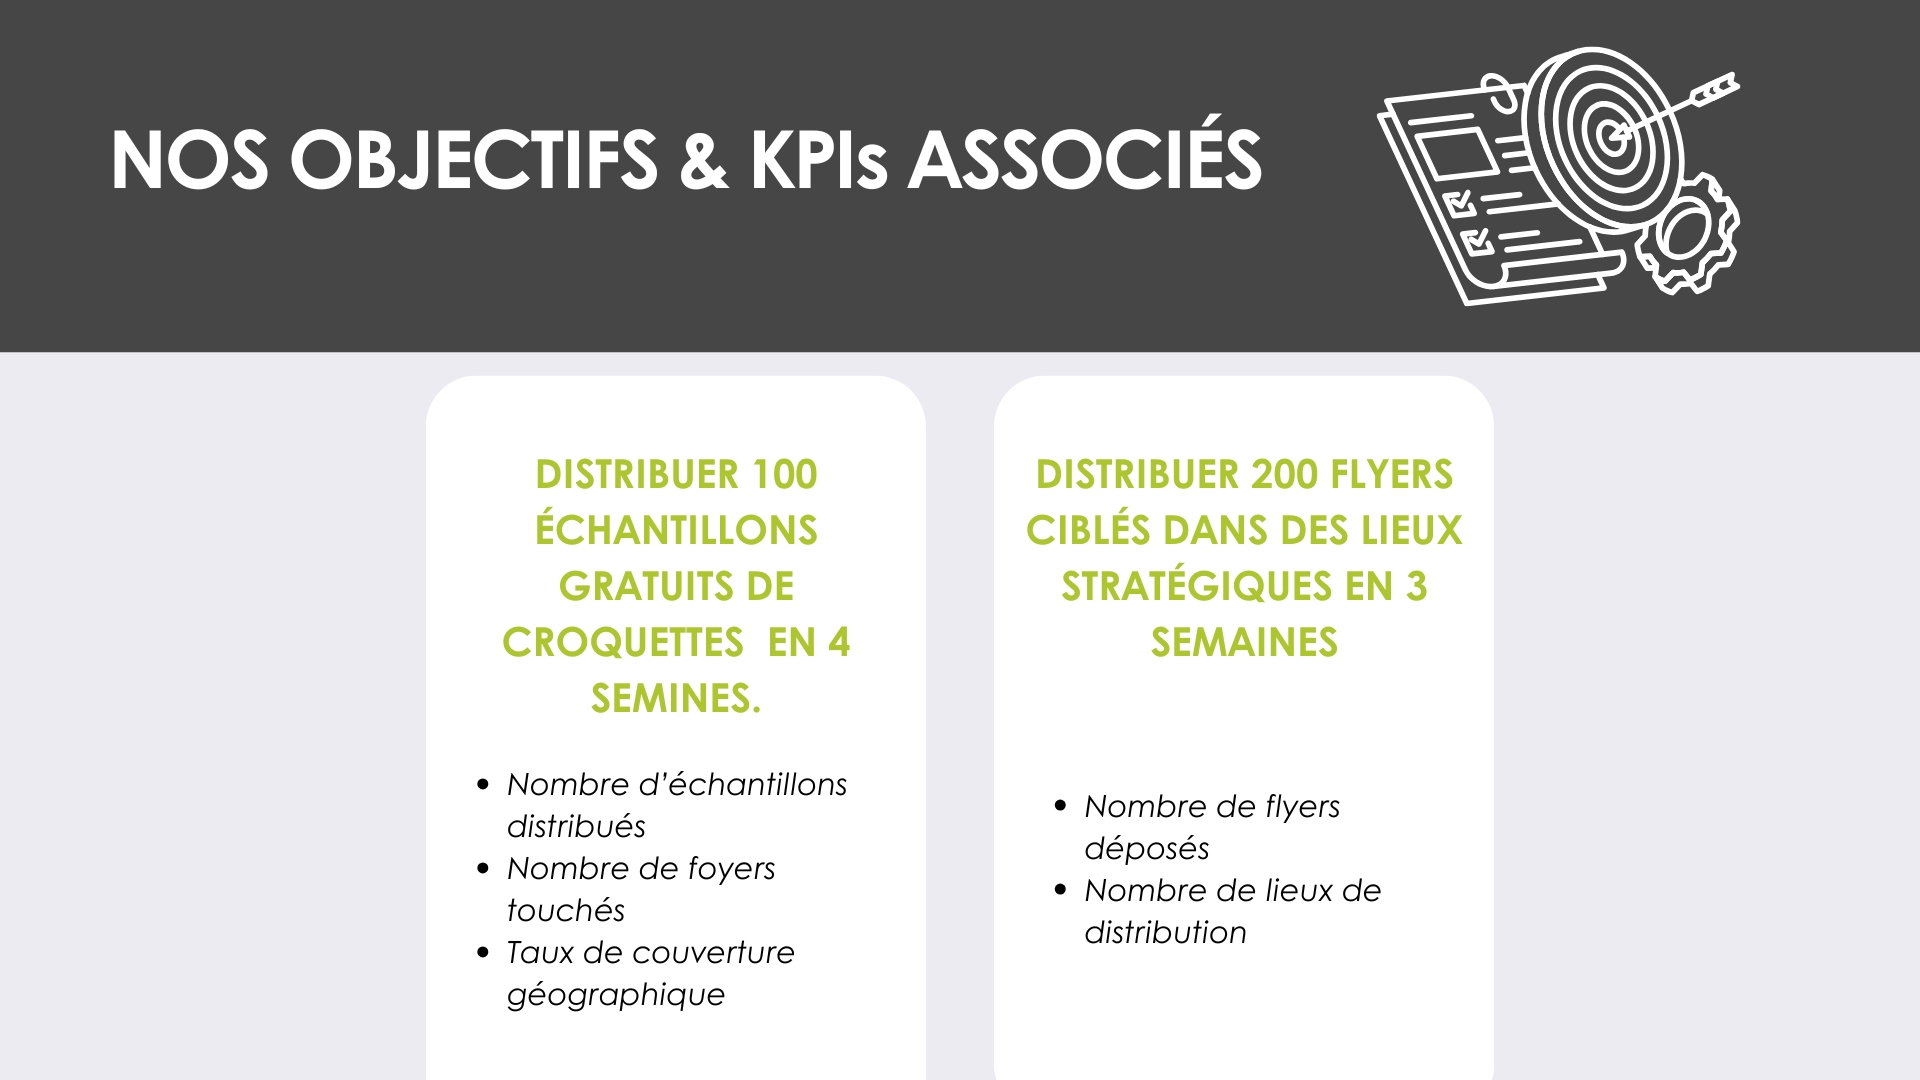 NOS OBJECTIFS & KPIs ASSOCIÉS
DISTRIBUER 100
ÉCHANTILLONS
GRATUITS DE
CROQUETTES  EN 4
SEMINES.
• Nombre d’échantillons
distribués
• Nombre de foyers
touchés
• Taux de couverture
géographique
DISTRIBUER 200 FLYERS
CIBLÉS DANS DES LIEUX
STRATÉGIQUES EN 3
SEMAINES
• Nombre de flyers
déposés
• Nombre de lieux de
distribution